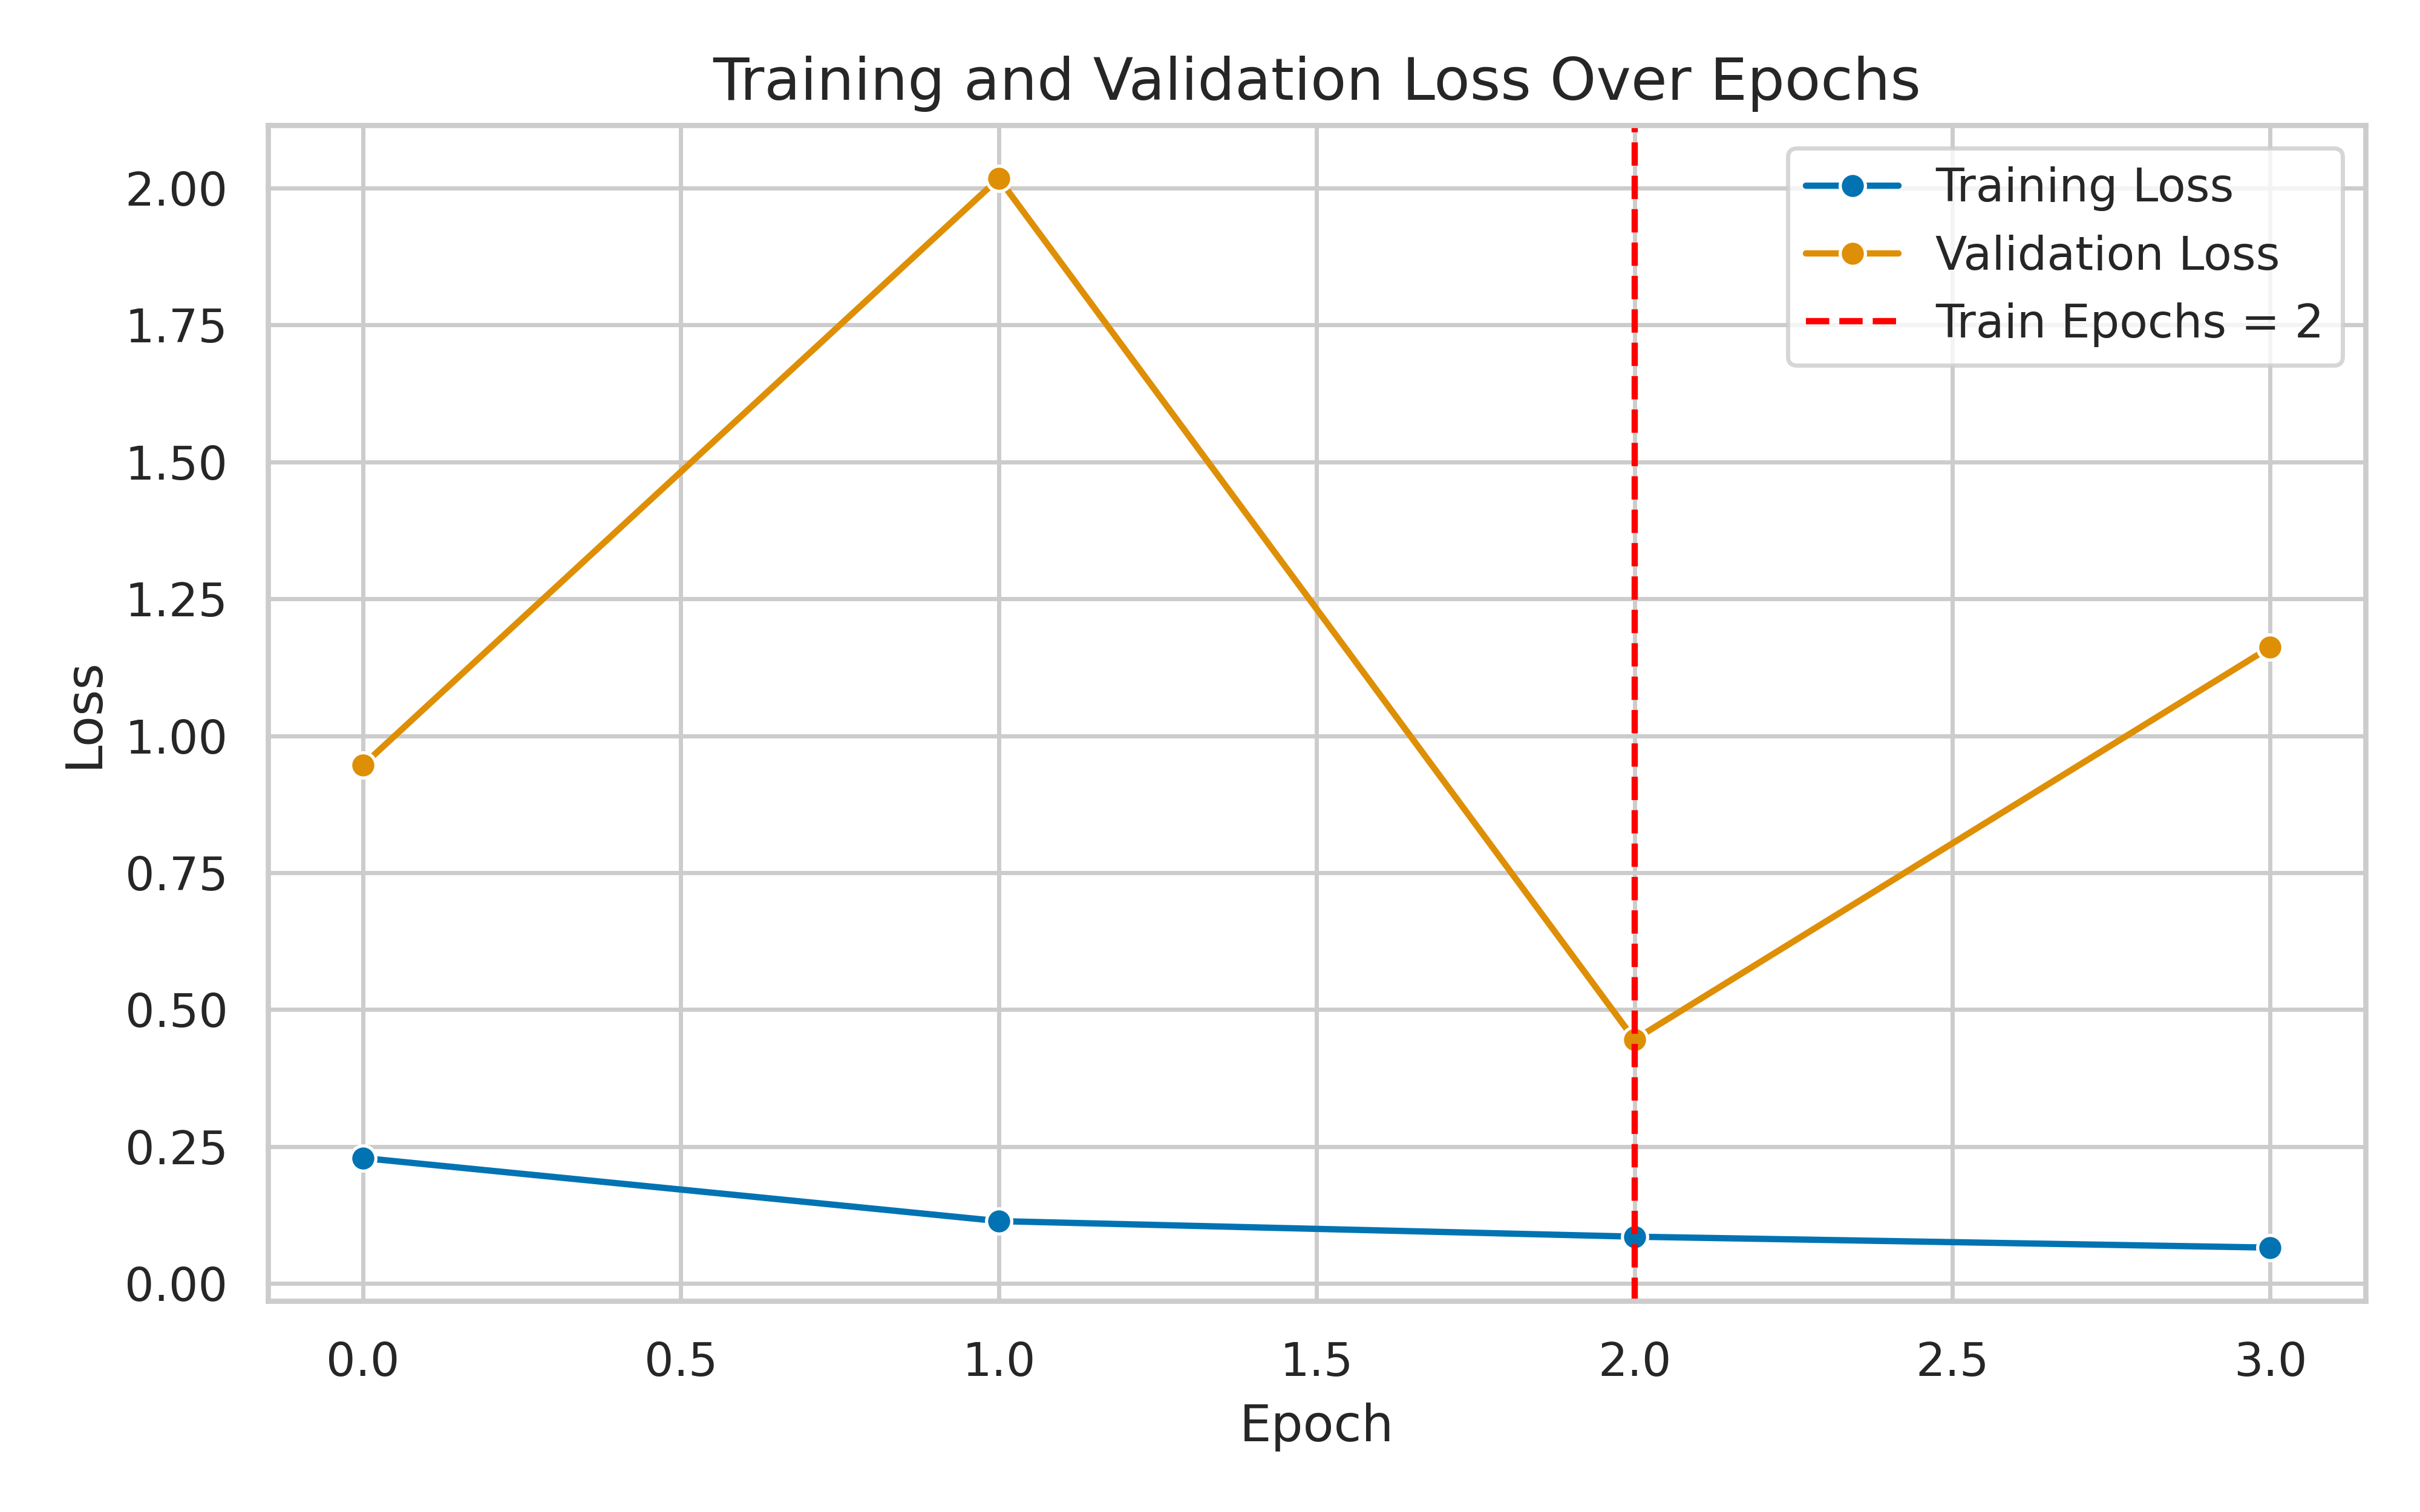 Training and Validation Loss Over Epochs
Training Loss
Validation Loss
Train Epochs = 2
2.00
1.75
1.50
1.25
1.00
0.75
0.50
0.25
0.00
Loss
0.0 0.5 1.0 1.5 2.0 2.5 3.0
Epoch